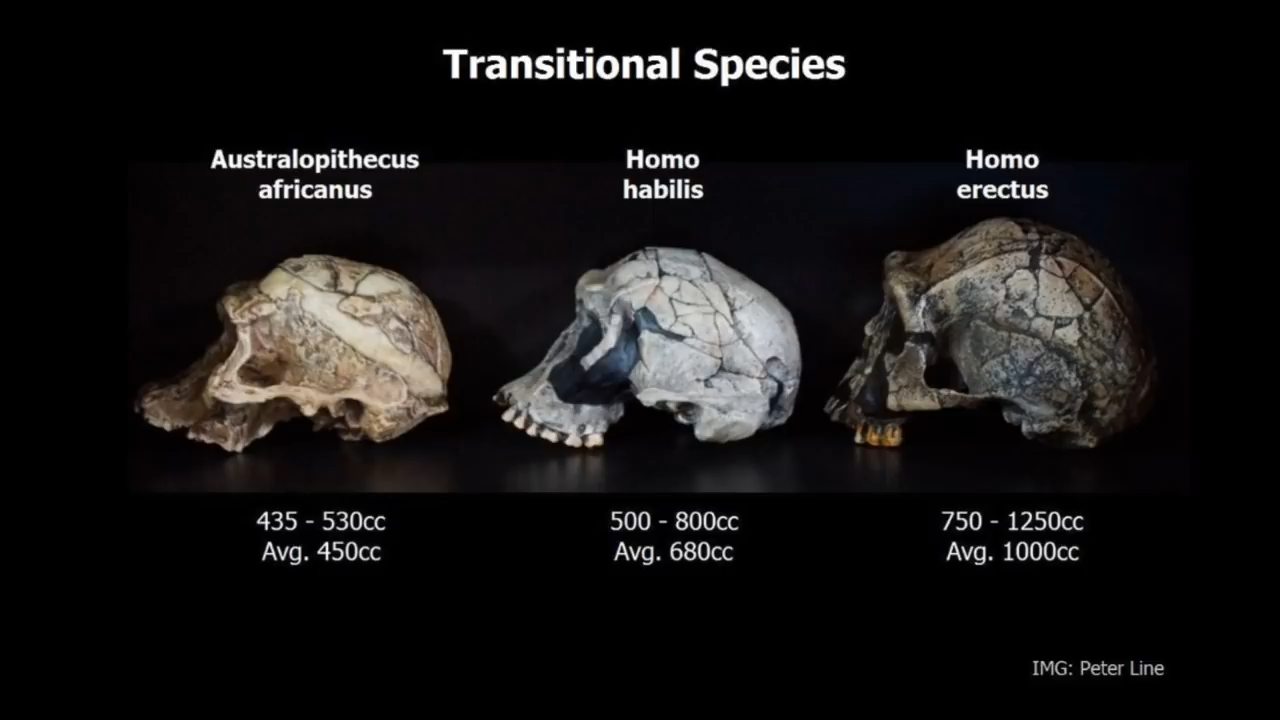 Transitional Species
Australopithecus
africanus
Homo
habilis
Homo
erectus
435 - 530cc
Avg. 450cc
500 - 800cc
Avg. 680cc
750 - 1250cc
Avg. 1000cc
IMG: Peter Line